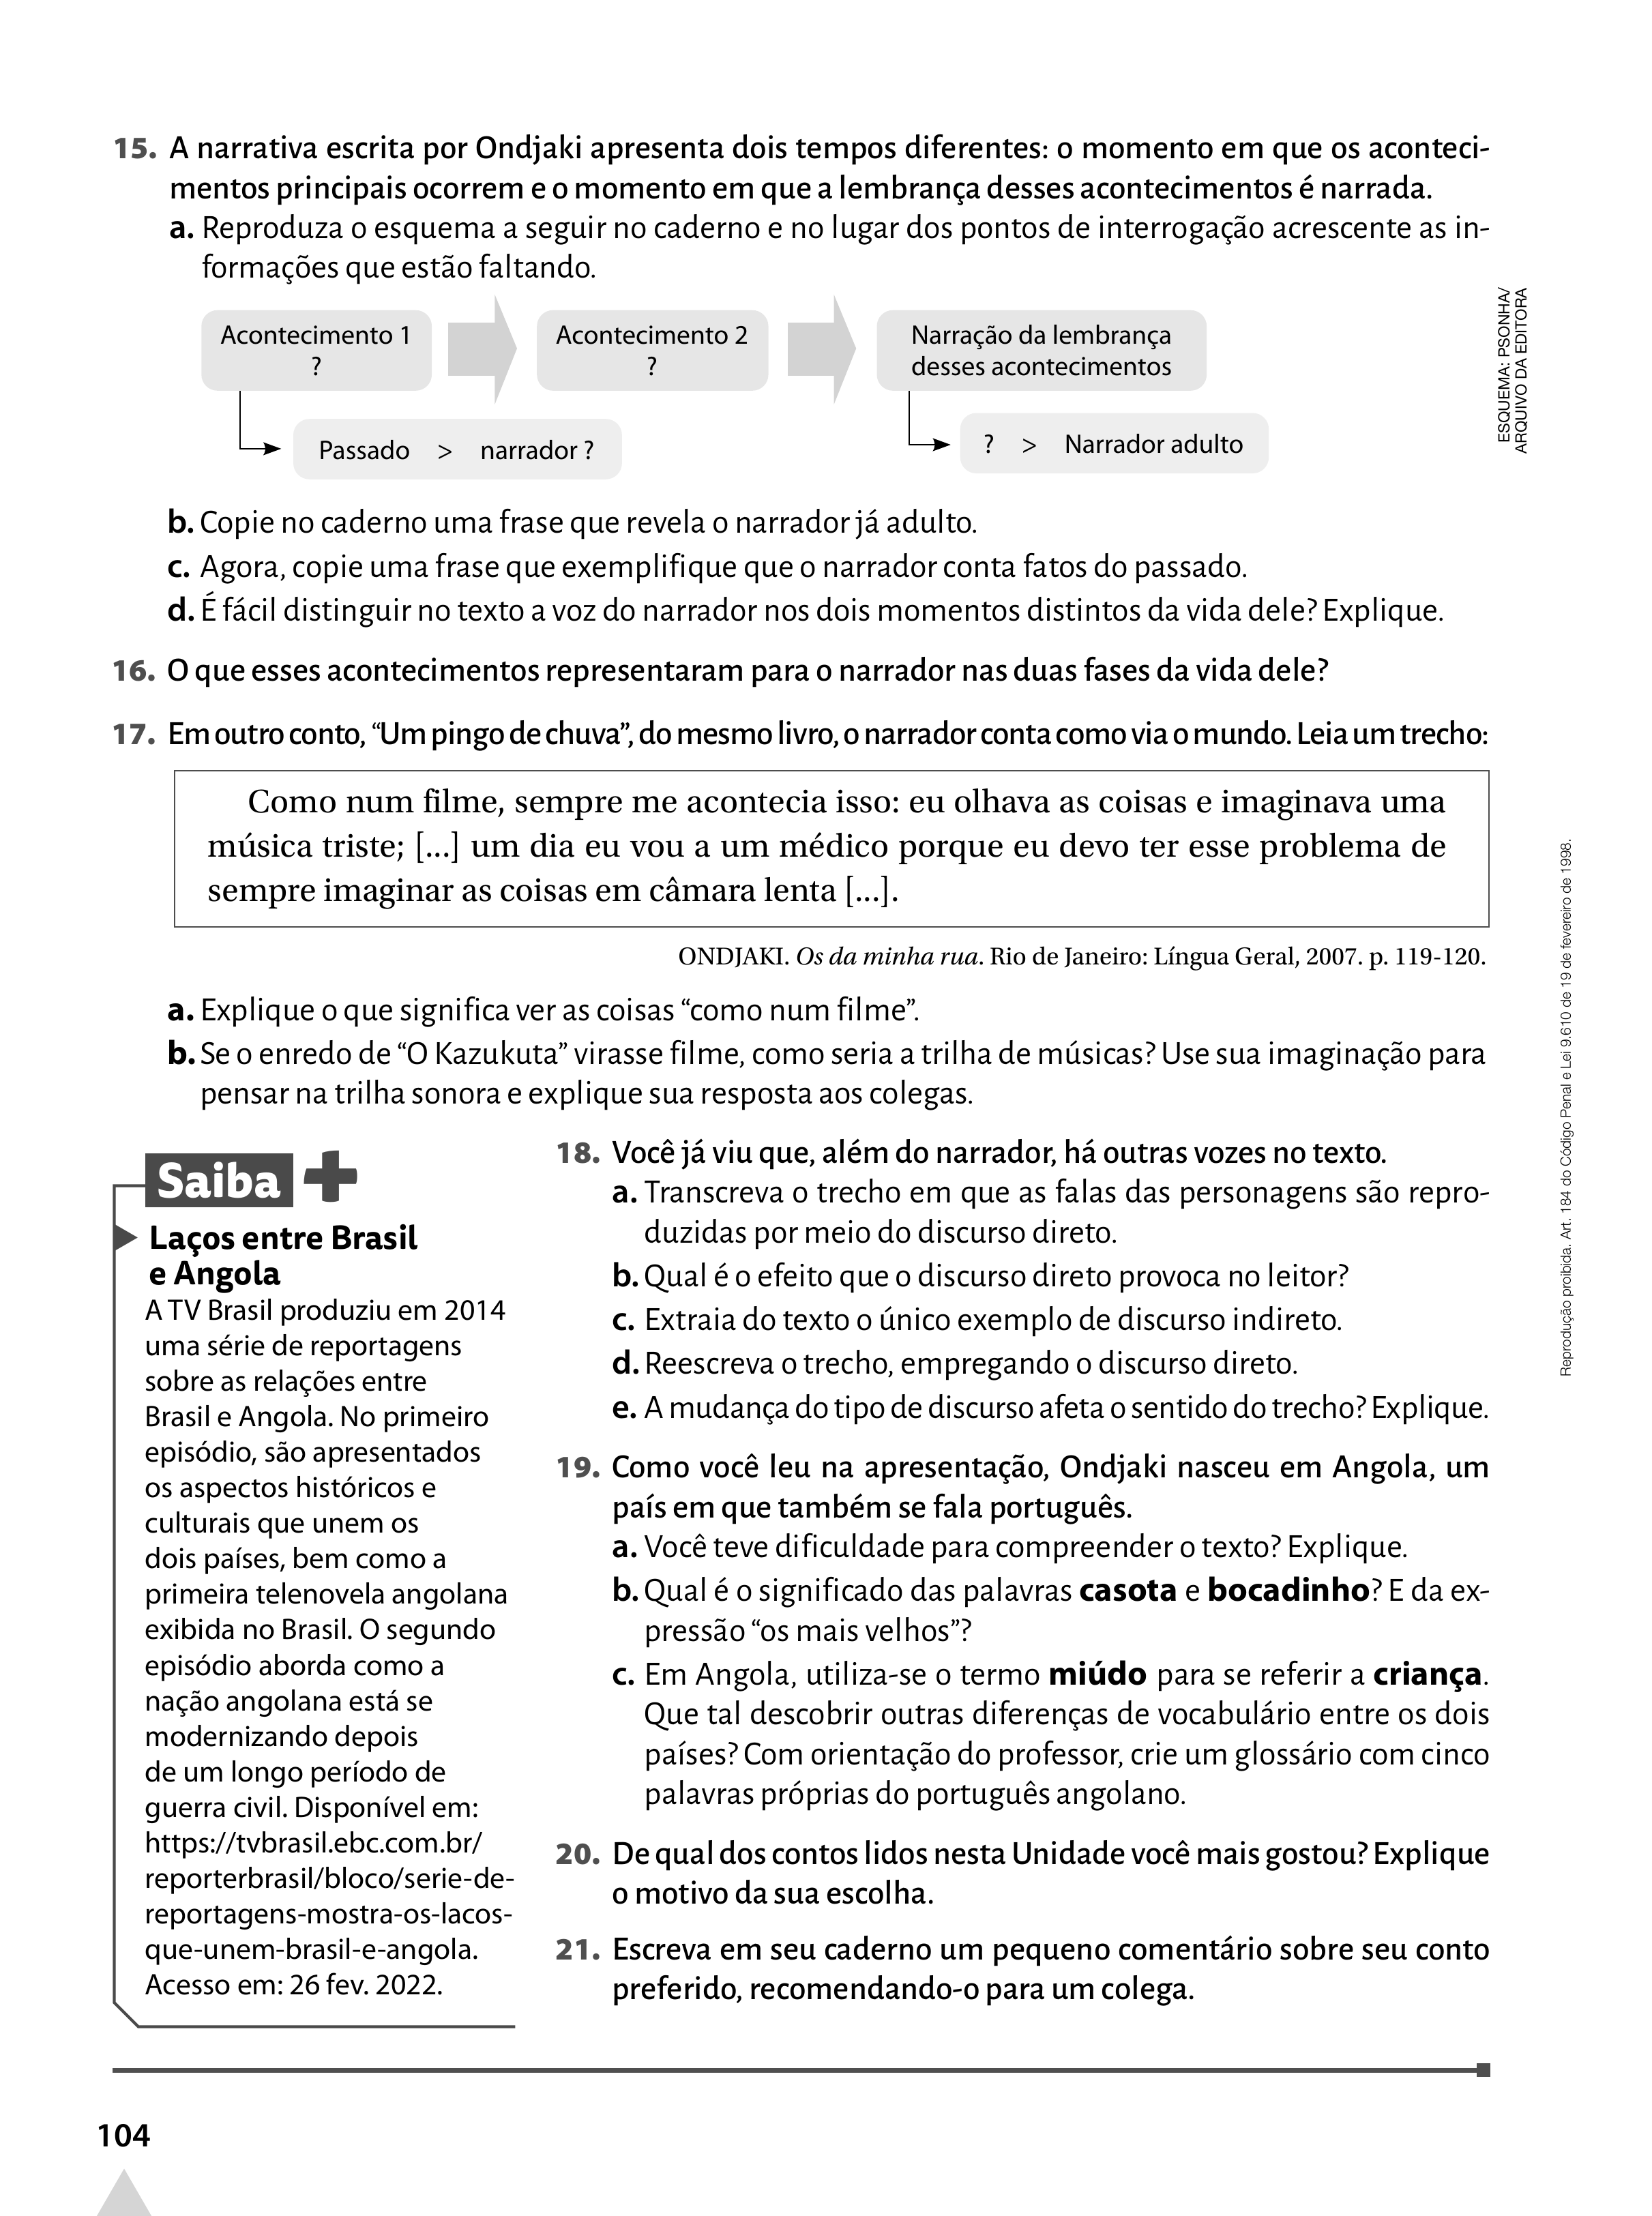 15. A narrativa escrita por Ondjaki apresenta dois tempos diferentes: o momento em que os aconteci-
mentos principais ocorrem e o momento em que a lembrança desses acontecimentos é narrada.
a. Reproduza o esquema a seguir no caderno e no lugar dos pontos de interrogação acrescente as in-
formações que estão faltando.
Acontecimento 1
?
Acontecimento 2
?
Narração da lembrança
desses acontecimentos
Passado > narrador ?
? > Narrador adulto
ESQUEMA: PSONHA/
ARQUIVO DA EDITORA
b. Copie no caderno uma frase que revela o narrador já adulto.
c. Agora, copie uma frase que exemplifique que o narrador conta fatos do passado.
d. É fácil distinguir no texto a voz do narrador nos dois momentos distintos da vida dele? Explique.
16. O que esses acontecimentos representaram para o narrador nas duas fases da vida dele?
17. Em outro conto, “Um pingo de chuva”, do mesmo livro, o narrador conta como via o mundo. Leia um trecho:
Como num filme, sempre me acontecia isso: eu olhava as coisas e imaginava uma
música triste; [...] um dia eu vou a um médico porque eu devo ter esse problema de
sempre imaginar as coisas em câmara lenta [...].
ONDJAKI. Os da minha rua. Rio de Janeiro: Língua Geral, 2007. p. 119-120.
a. Explique o que significa ver as coisas “como num filme”.
b. Se o enredo de “O Kazukuta” virasse filme, como seria a trilha de músicas? Use sua imaginação para
pensar na trilha sonora e explique sua resposta aos colegas.
Saiba +
Laços entre Brasil
e Angola
A TV Brasil produziu em 2014
uma série de reportagens
sobre as relações entre
Brasil e Angola. No primeiro
episódio, são apresentados
os aspectos históricos e
culturais que unem os
dois países, bem como a
primeira telenovela angolana
exibida no Brasil. O segundo
episódio aborda como a
nação angolana está se
modernizando depois
de um longo período de
guerra civil. Disponível em:
https://tvbrasil.ebc.com.br/
reporterbrasil/bloco/serie-de-
reportagens-mostra-os-lacos-
que-unem-brasil-e-angola.
Acesso em: 26 fev. 2022.
18. Você já viu que, além do narrador, há outras vozes no texto.
a. Transcreva o trecho em que as falas das personagens são repro-
duzidas por meio do discurso direto.
b. Qual é o efeito que o discurso direto provoca no leitor?
c. Extraia do texto o único exemplo de discurso indireto.
d. Reescreva o trecho, empregando o discurso direto.
e. A mudança do tipo de discurso afeta o sentido do trecho? Explique.
19. Como você leu na apresentação, Ondjaki nasceu em Angola, um
país em que também se fala português.
a. Você teve dificuldade para compreender o texto? Explique.
b. Qual é o significado das palavras casota e bocadinho? E da ex-
pressão “os mais velhos”?
c. Em Angola, utiliza-se o termo miúdo para se referir a criança.
Que tal descobrir outras diferenças de vocabulário entre os dois
países? Com orientação do professor, crie um glossário com cinco
palavras próprias do português angolano.
20. De qual dos contos lidos nesta Unidade você mais gostou? Explique
o motivo da sua escolha.
21. Escreva em seu caderno um pequeno comentário sobre seu conto
preferido, recomendando-o para um colega.
Reprodução proibida. Art. 184 do Código Penal e Lei 9.610 de 19 de fevereiro de 1998.
104